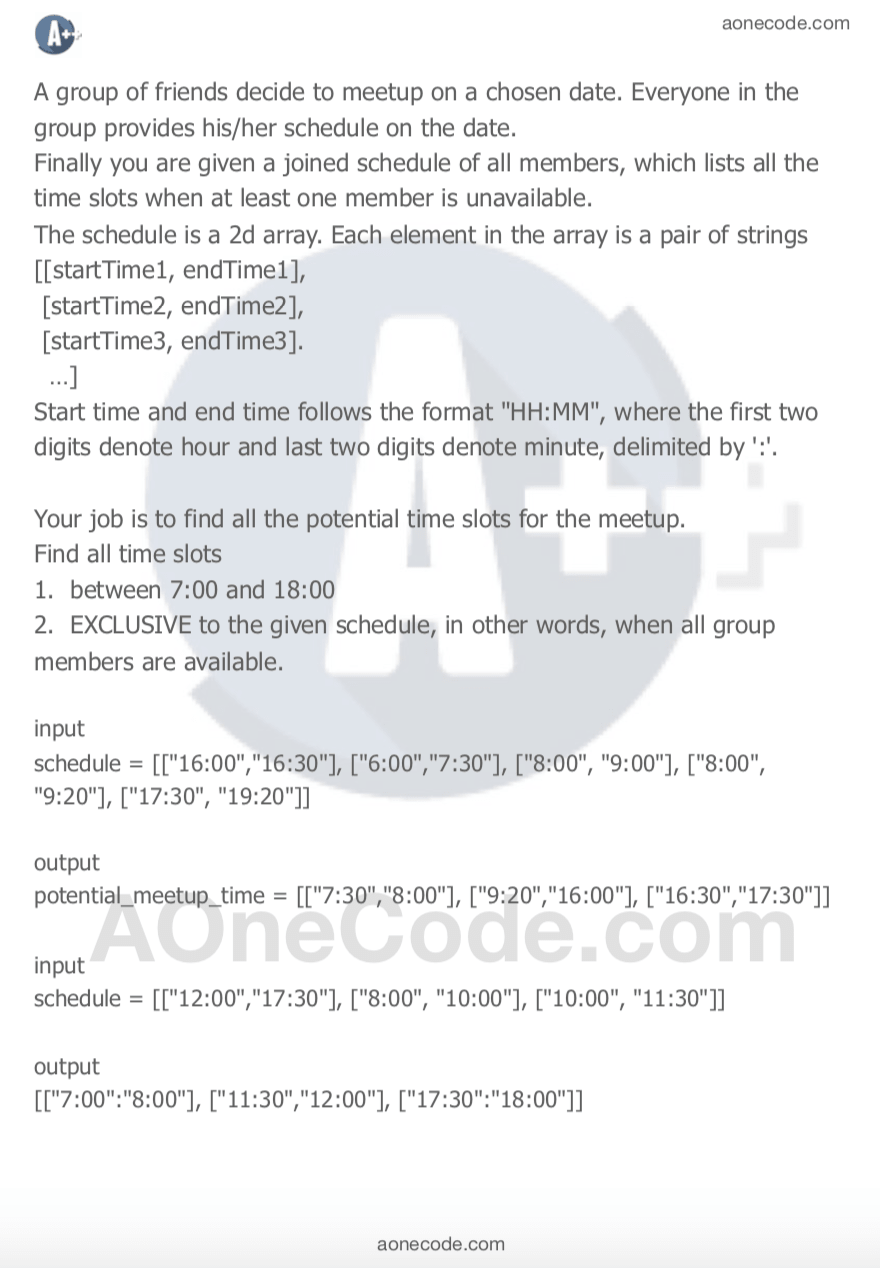 A++
aonecode.com
A group of friends decide to meetup on a chosen date. Everyone in the
group provides his/her schedule on the date.
Finally you are given a joined schedule of all members, which lists all the
time slots when at least one member is unavailable.
The schedule is a 2d array. Each element in the array is a pair of strings
[[startTime1, endTime1],
[startTime2, endTime2],
[startTime3, endTime3].
...]
Start time and end time follows the format "HH:MM", where the first two
digits denote hour and last two digits denote minute, delimited by ':'.
Your job is to find all the potential time slots for the meetup.
Find all time slots
1. between 7:00 and 18:00
2. EXCLUSIVE to the given schedule, in other words, when all group
members are available.
input
schedule = [["16:00","16:30"], ["6:00","7:30"], ["8:00", "9:00"], ["8:00",
"9:20"], ["17:30", "19:20"]]
output
potential_meetup_time = [["7:30","8:00"], ["9:20","16:00"], ["16:30","17:30"]]
AOneCode.com
input
schedule = [["12:00","17:30"], ["8:00", "10:00"], ["10:00", "11:30"]]
output
[["7:00":"8:00"], ["11:30","12:00"], ["17:30":"18:00"]]
aonecode.com